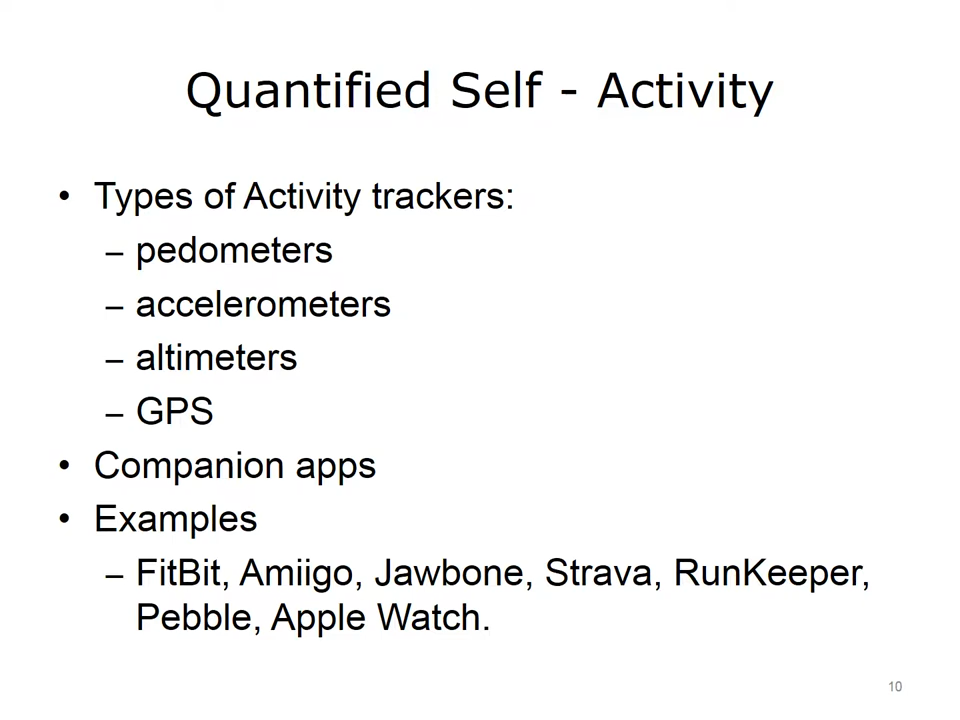 Quantified Self - Activity
• Types of Activity trackers:
– pedometers
– accelerometers
– altimeters
– GPS
• Companion apps
• Examples
– FitBit, Amiigo, Jawbone, Strava, RunKeeper,
Pebble, Apple Watch.
10